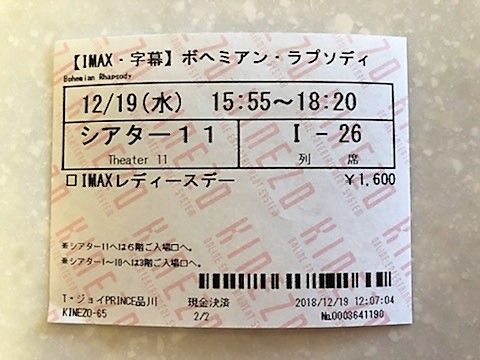 【IMAX・字幕】ボヘミアン・ラプソディ
Bohemian Rhapsody
12/19(水) 15:55～18:20
シアター11 I - 26
Theater 11 列 席
□IMAXレディースデー ¥1,600
※シアター11へは6階ご入場口へ。
※シアター1～10へは3階ご入場口へ。
T・ジョイPRINCE品川 現金決済 2018/12/19 12:07:04
KINEZO-65 2/2 No.0003641190